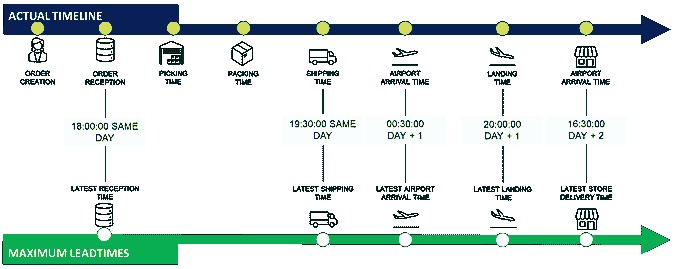 ACTUAL TIMELINE
ORDER
CREATION
ORDER
RECEPTION
PICKING
TIME
PACKING
TIME
SHIPPING
TIME
AIRPORT
ARRIVAL TIME
LANDING
TIME
AIRPORT
ARRIVAL TIME
18:00:00 SAME
DAY
19:30:00 SAME
DAY
00:30:00
DAY + 1
20:00:00
DAY + 1
16:30:00
DAY + 2
LATEST RECEPTION
TIME
LATEST SHIPPING
TIME
LATEST AIRPORT
ARRIVAL TIME
LATEST LANDING
TIME
LATEST STORE
DELIVERY TIME
MAXIMUM LEADTIMES